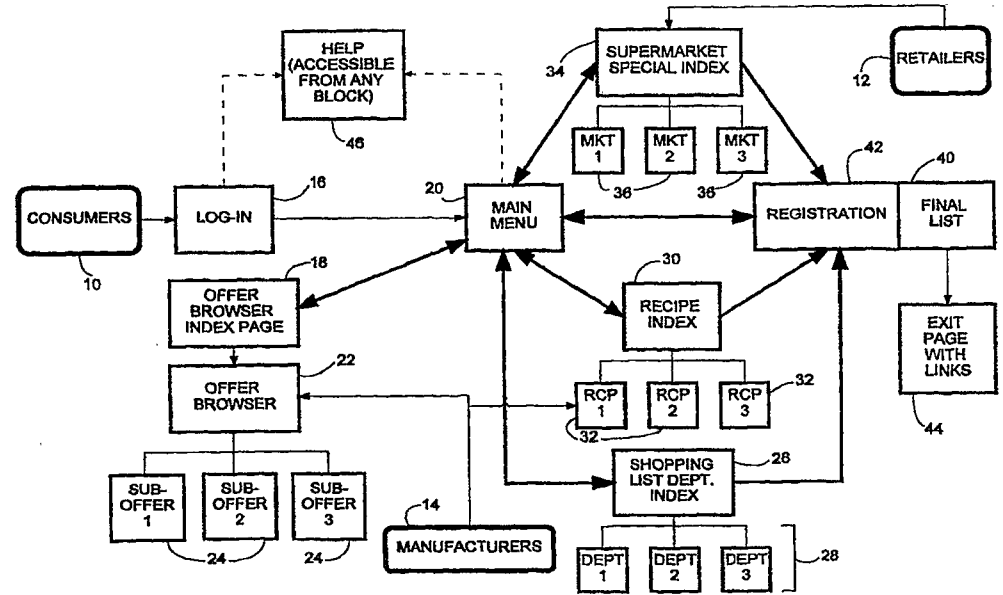 HELP
(ACCESSIBLE
FROM ANY
BLOCK)
46
34
SUPERMARKET
SPECIAL INDEX
RETAILERS
12
MKT
1
MKT
2
MKT
3
36
36
42
40
CONSUMERS
10
16
LOG-IN
20
MAIN
MENU
REGISTRATION
FINAL
LIST
18
OFFER
BROWSER
INDEX PAGE
30
RECIPE
INDEX
EXIT
PAGE
WITH
LINKS
44
22
OFFER
BROWSER
RCP
1
RCP
2
RCP
3
32
32
SUB-
OFFER
1
SUB-
OFFER
2
SUB-
OFFER
3
24
24
14
MANUFACTURERS
SHOPPING
LIST DEPT.
INDEX
26
DEPT
1
DEPT
2
DEPT
3
28